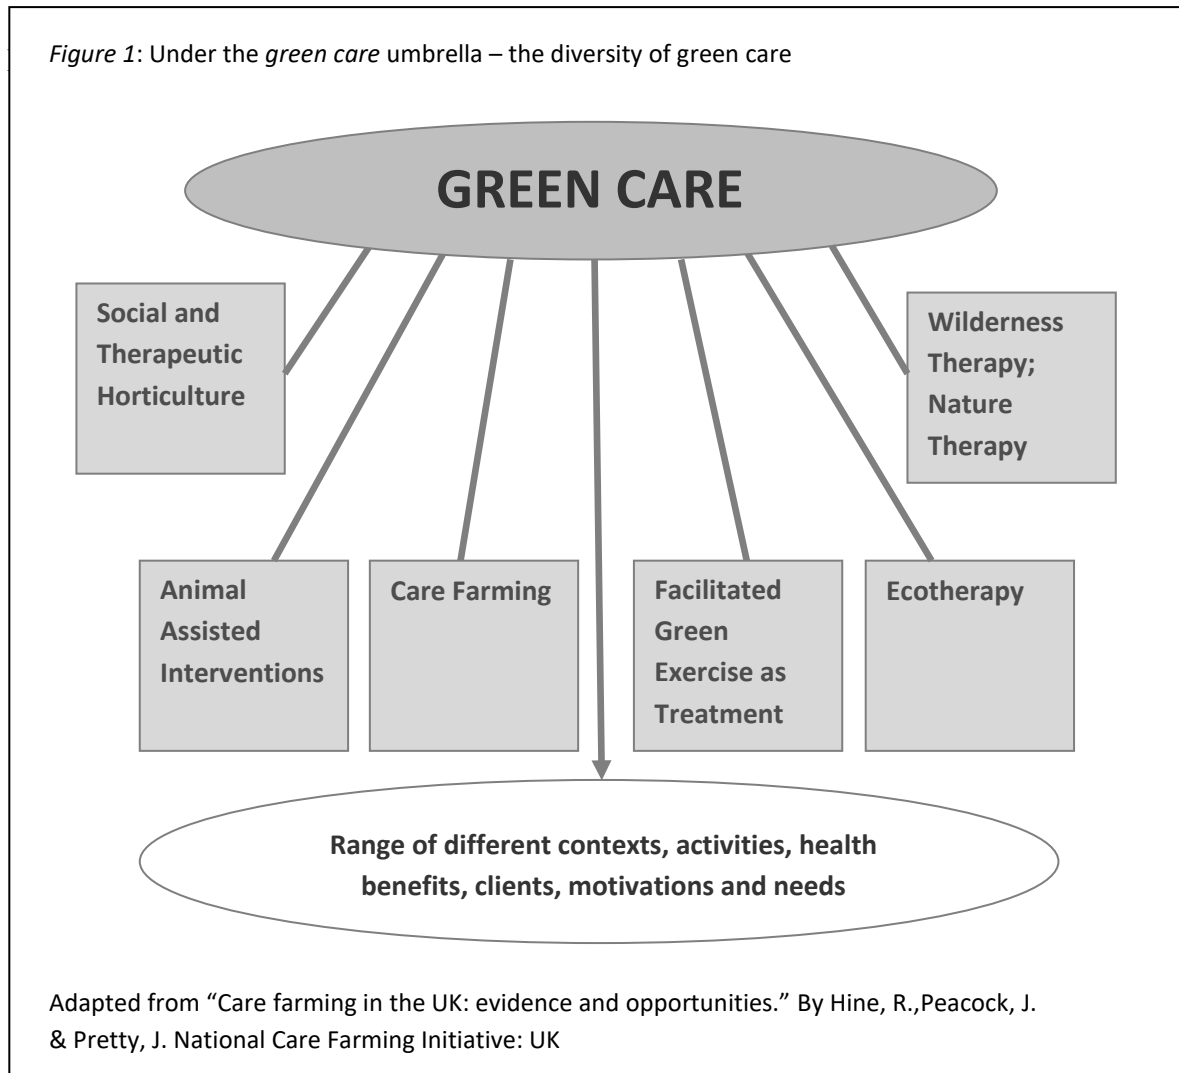 Figure 1: Under the green care umbrella – the diversity of green care
GREEN CARE
Social and
Therapeutic
Horticulture
Wilderness
Therapy;
Nature
Therapy
Animal
Assisted
Interventions
Care Farming
Facilitated
Green
Exercise as
Treatment
Ecotherapy
Range of different contexts, activities, health
benefits, clients, motivations and needs
Adapted from “Care farming in the UK: evidence and opportunities.” By Hine, R.,Peacock, J.
& Pretty, J. National Care Farming Initiative: UK